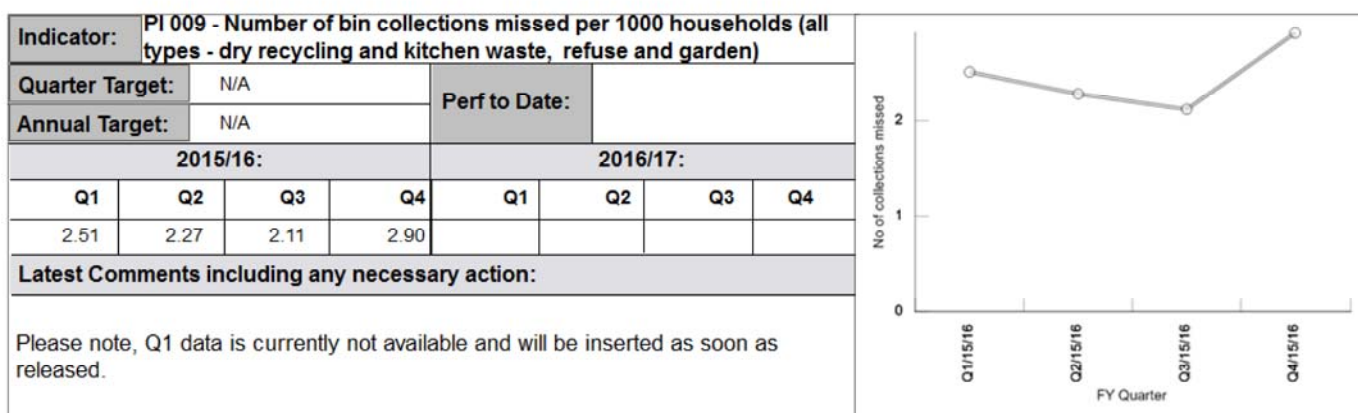 Indicator:
PI 009 - Number of bin collections missed per 1000 households (all
types - dry recycling and kitchen waste, refuse and garden)
Quarter Target: N/A
Perf to Date:
Annual Target: N/A
2015/16: 2016/17:
Q1 Q2 Q3 Q4 Q1 Q2 Q3 Q4
2.51 2.27 2.11 2.90
Latest Comments including any necessary action:
Please note, Q1 data is currently not available and will be inserted as soon as
released.
No of collections missed
2
1
0
Q1/15/16
Q2/15/16
Q3/15/16
Q4/15/16
FY Quarter